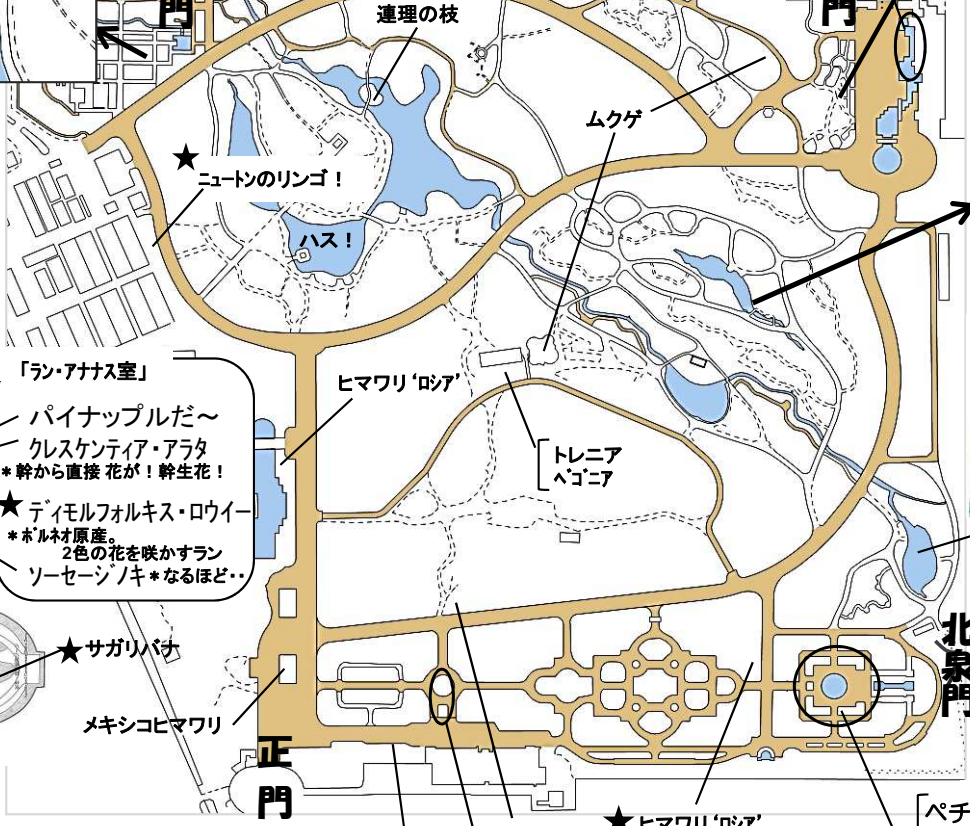 門
連理の枝
門
ムクゲ
★
ニュートンのリンゴ！
ハス！
「ラン・アナナス室」
パイナップルだ～
クレスケンティア・アラタ
＊幹から直接 花が！幹生花！
★ディモルフォルキス・ロウイー
＊ボルネオ原産。
2色の花を咲かすラン
ソーセージノキ＊なるほど‥
ヒマワリ‘ロシア’
トレニア
ベゴニア
★サガリバナ
メキシコヒマワリ
正門
北泉門
★ヒマワリ‘ロシア’
ペチ